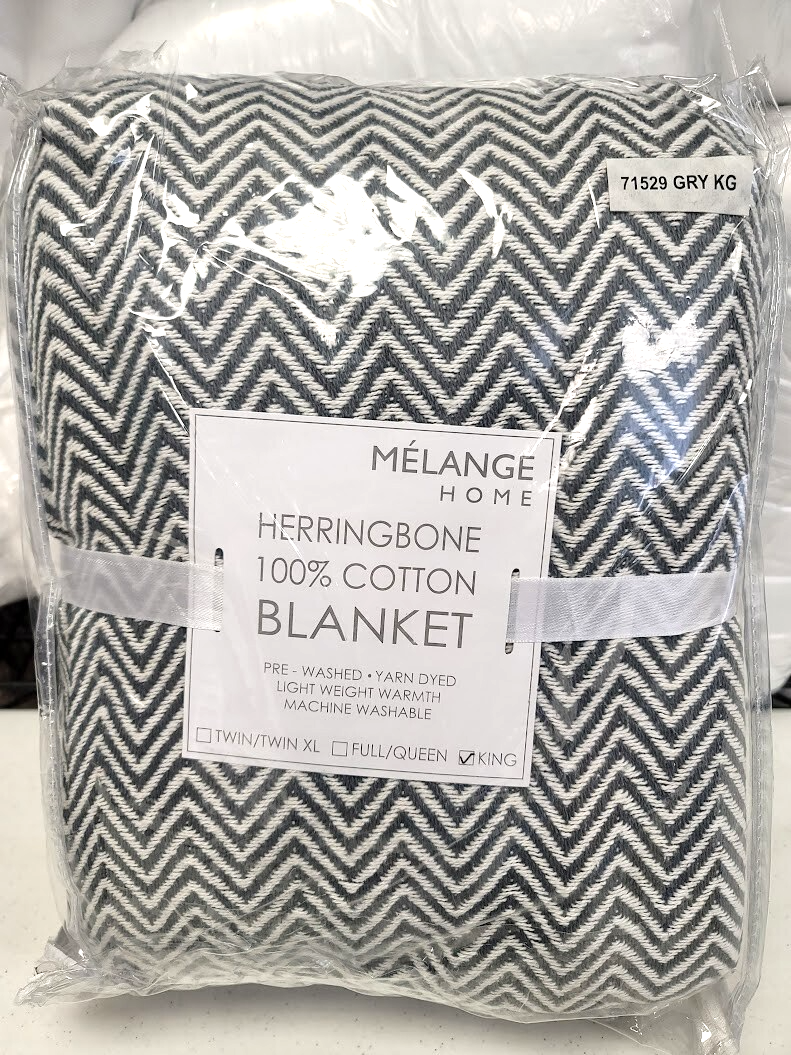 71529 GRY KG
MÉLANGE
HOME
HERRINGBONE
100% COTTON
BLANKET
PRE - WASHED • YARN DYED
LIGHT WEIGHT WARMTH
MACHINE WASHABLE
☐ TWIN/TWIN XL ☐ FULL/QUEEN ☑ KING